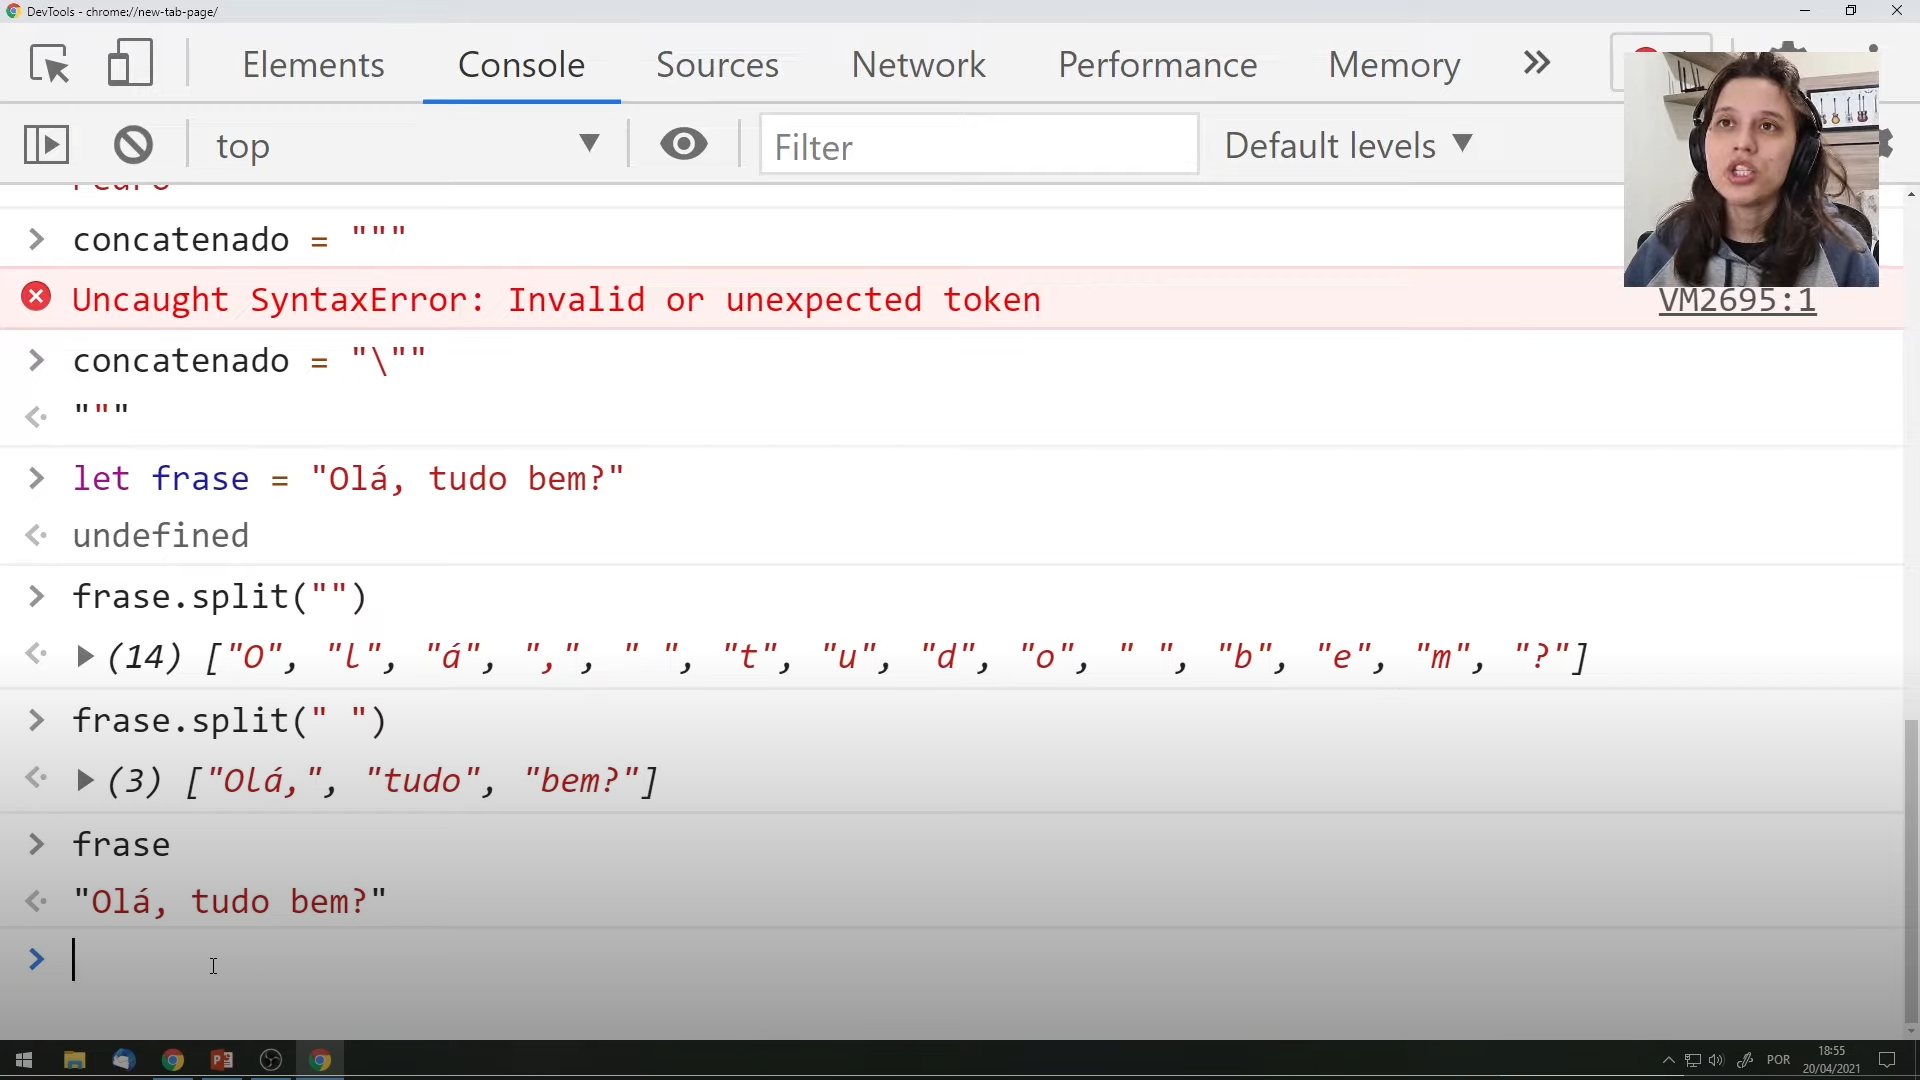 DevTools - chrome://new-tab-page/
Elements Console Sources Network Performance Memory
top Filter Default levels
Pedro
concatenado = """
Uncaught SyntaxError: Invalid or unexpected token VM2695:1
concatenado = "\""
"""
let frase = "Olá, tudo bem?"
undefined
frase.split("")
(14) ["O", "l", "á", ",", " ", "t", "u", "d", "o", " ", "b", "e", "m", "?"]
frase.split(" ")
(3) ["Olá,", "tudo", "bem?"]
frase
"Olá, tudo bem?"
POR 18:55
20/04/2021